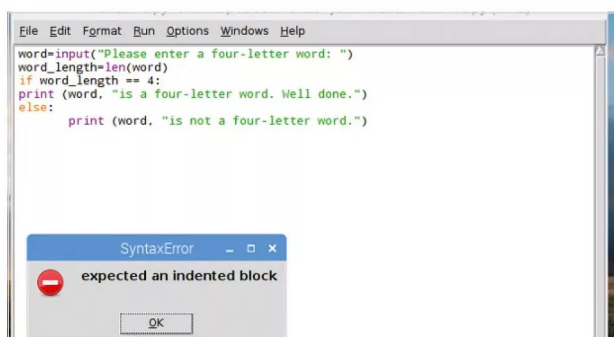 File Edit Format Run Options Windows Help
word=input("Please enter a four-letter word: ")
word_length=len(word)
if word_length == 4:
print (word, "is a four-letter word. Well done.")
else:
        print (word, "is not a four-letter word.")
SyntaxError
expected an indented block
OK